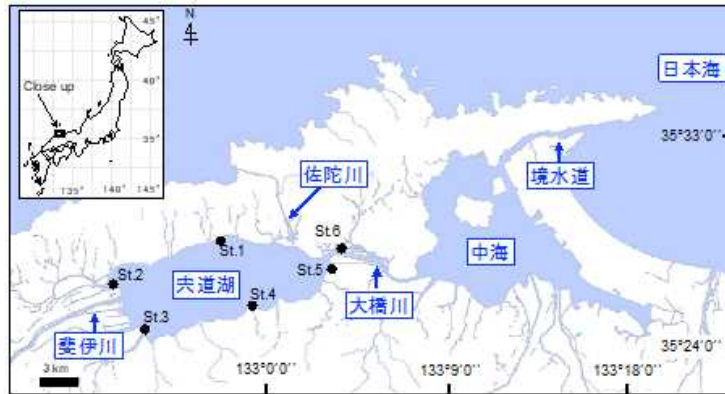 N
45
40
35
Close up
135°
140°
145
日本海
35°33'0''
佐陀川
境水道
St.6
St.1
中海
St.2
宍道湖
St.5
St.4
大橋川
斐伊川
St.3
35°24'0''
3 km
133°0'0''
133°9'0''
133°18'0''